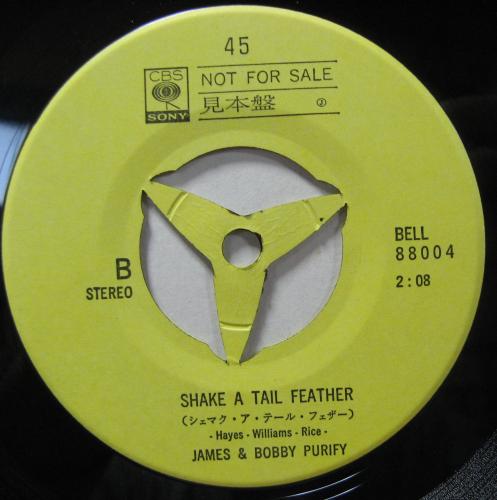 45
CBS
SONY
NOT FOR SALE
見本盤
Ⓙ
B
STEREO
BELL
88004
2:08
SHAKE A TAIL FEATHER
(シェマク・ア・テール・フェザー)
- Hayes - Williams - Rice -
JAMES & BOBBY PURIFY